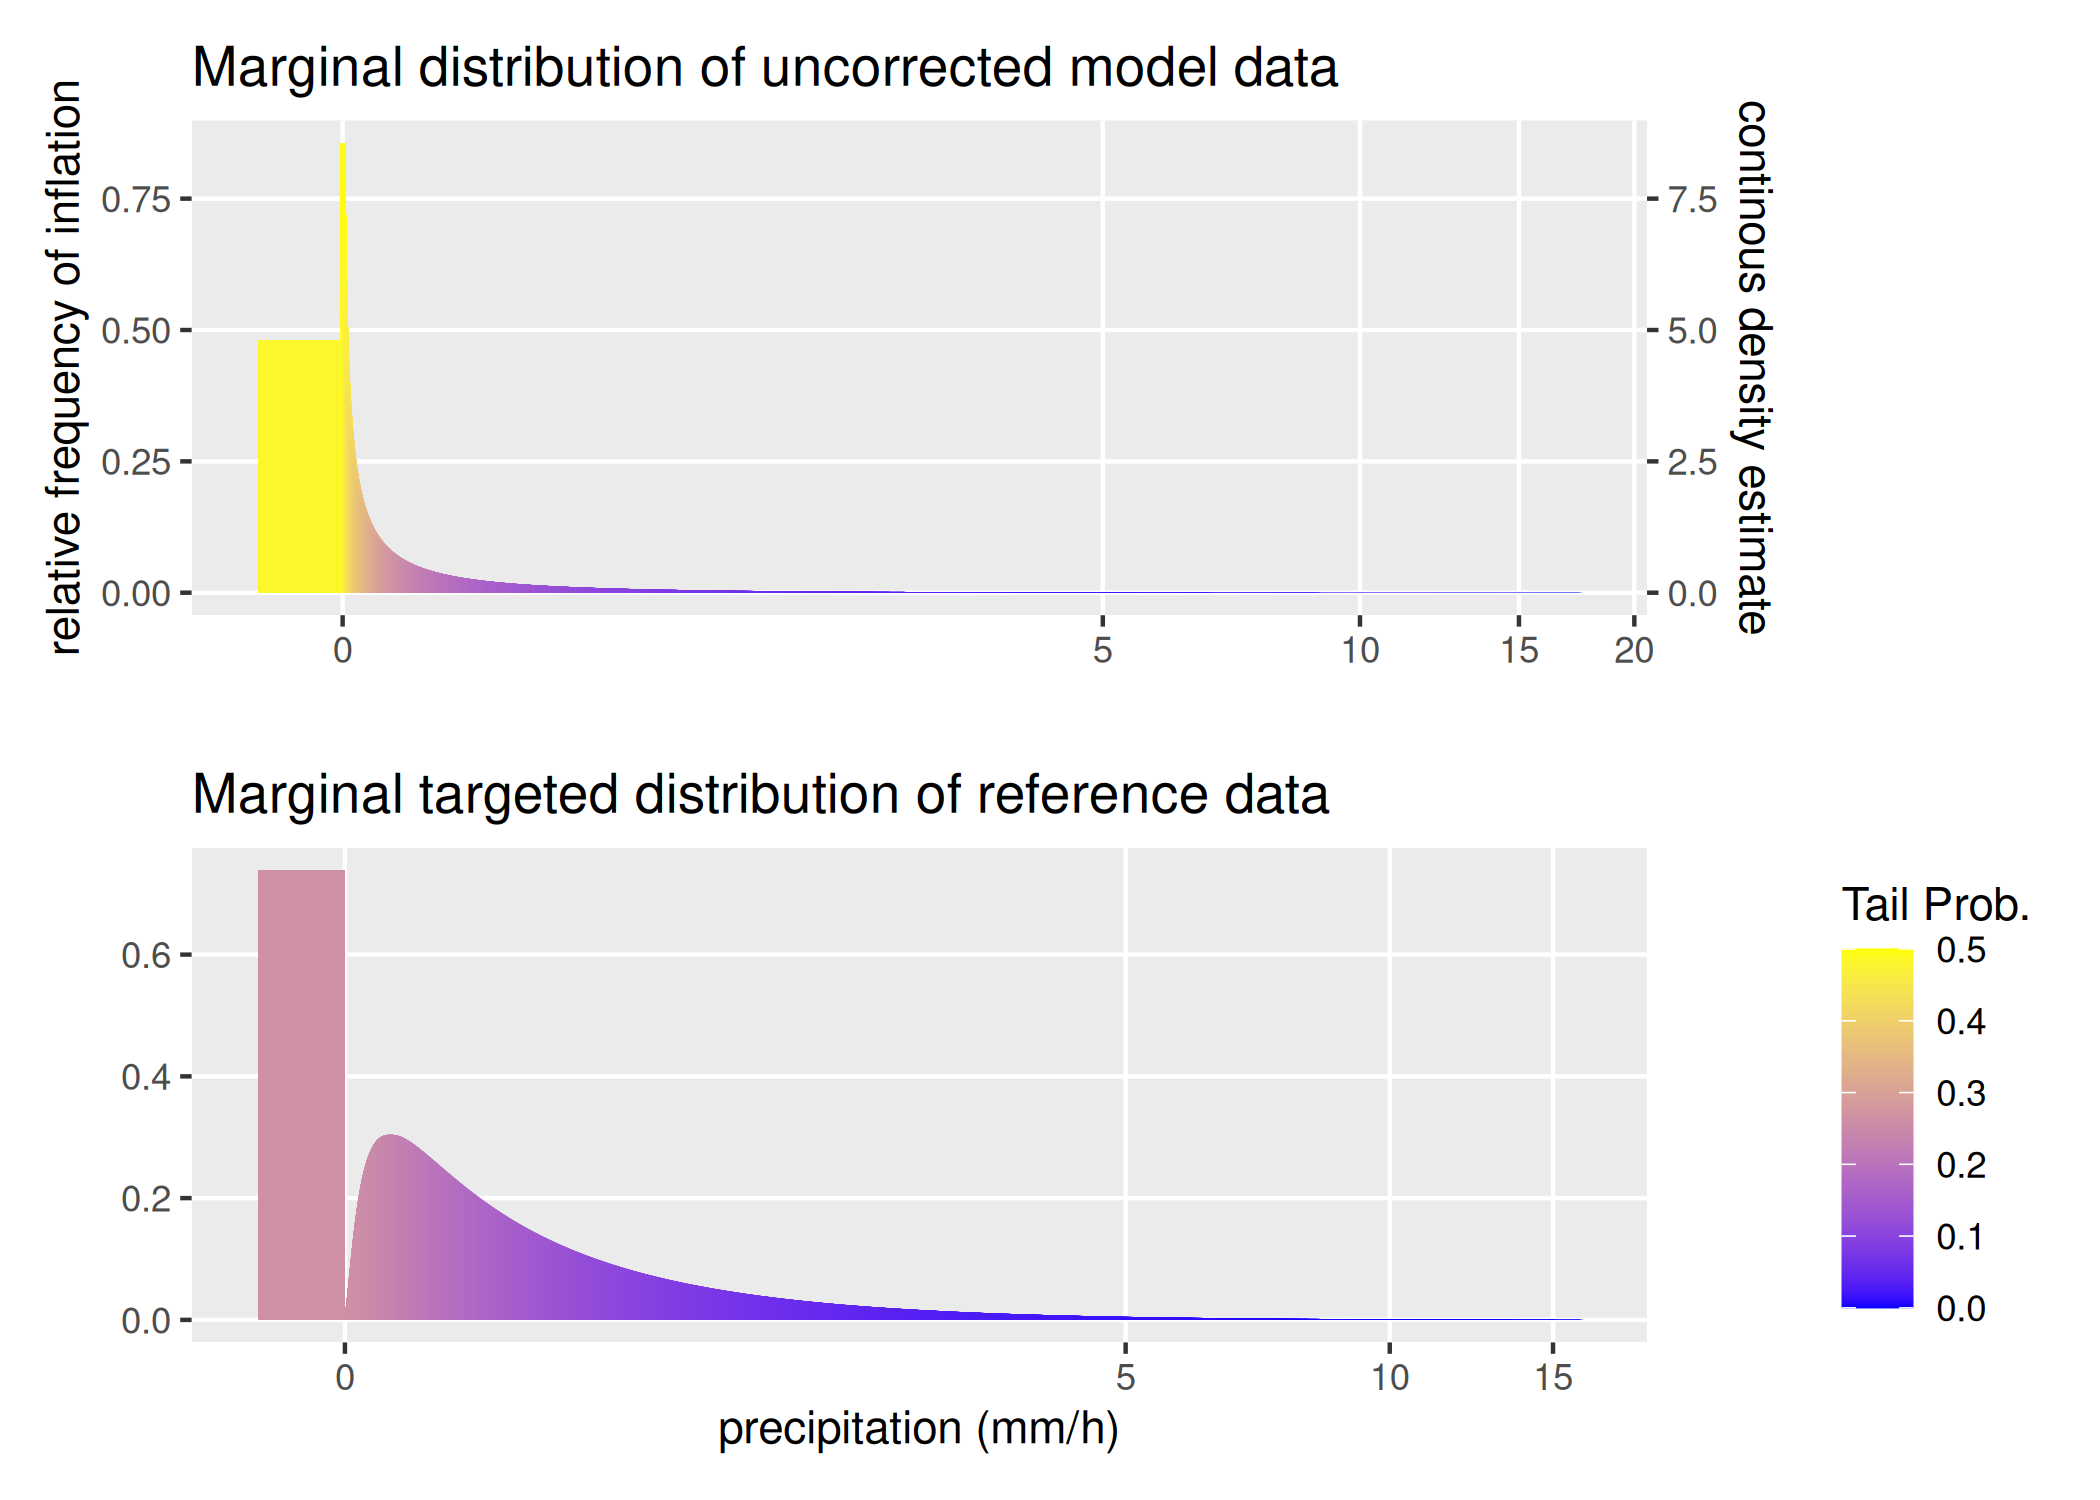 Marginal distribution of uncorrected model data
relative frequency of inflation
0.75
0.50
0.25
0.00
7.5
5.0
2.5
0.0
continous density estimate
0 5 10 15 20
Marginal targeted distribution of reference data
0.6
0.4
0.2
0.0
0 5 10 15
precipitation (mm/h)
Tail Prob.
0.5
0.4
0.3
0.2
0.1
0.0